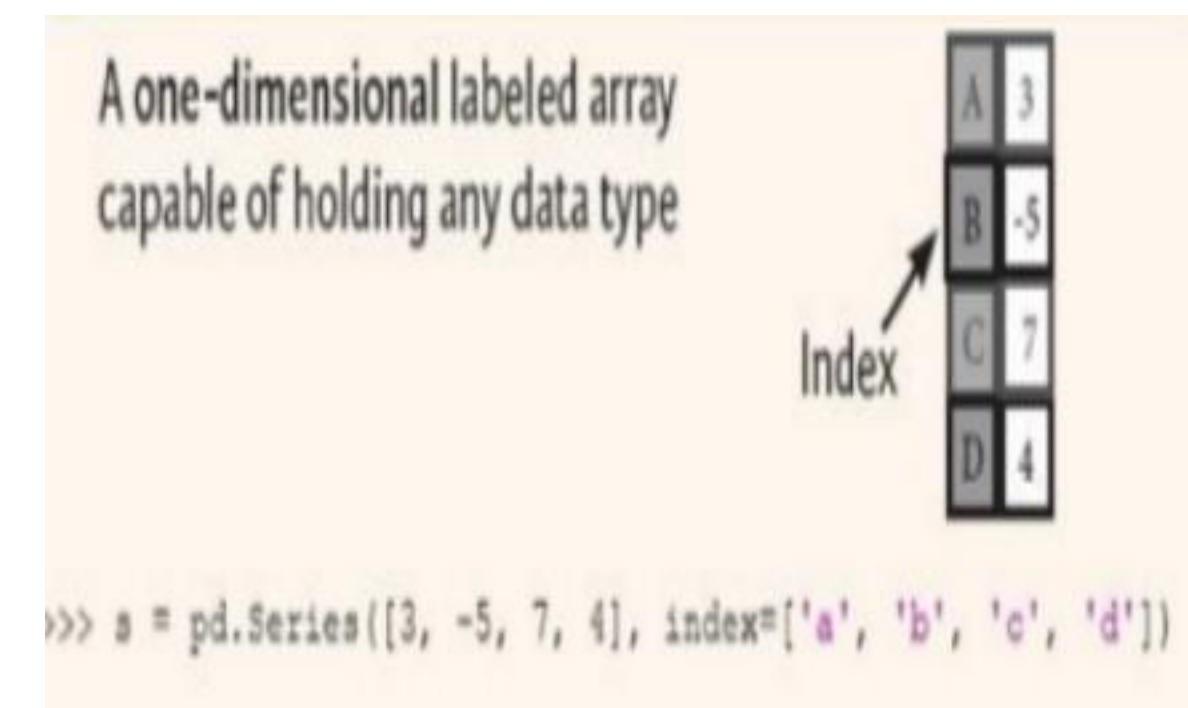 A one-dimensional labeled array
capable of holding any data type
A 3
B -5
C 7
D 4
Index
>>> s = pd.Series([3, -5, 7, 4], index=['a', 'b', 'c', 'd'])